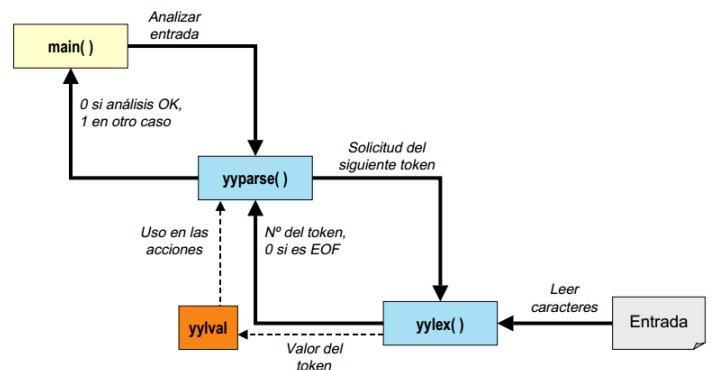 Analizar
entrada
main( )
0 si análisis OK,
1 en otro caso
Solicitud del
siguiente token
yyparse( )
Uso en las
acciones
Nº del token,
0 si es EOF
Leer
caracteres
yylval
yylex( )
Entrada
Valor del
token